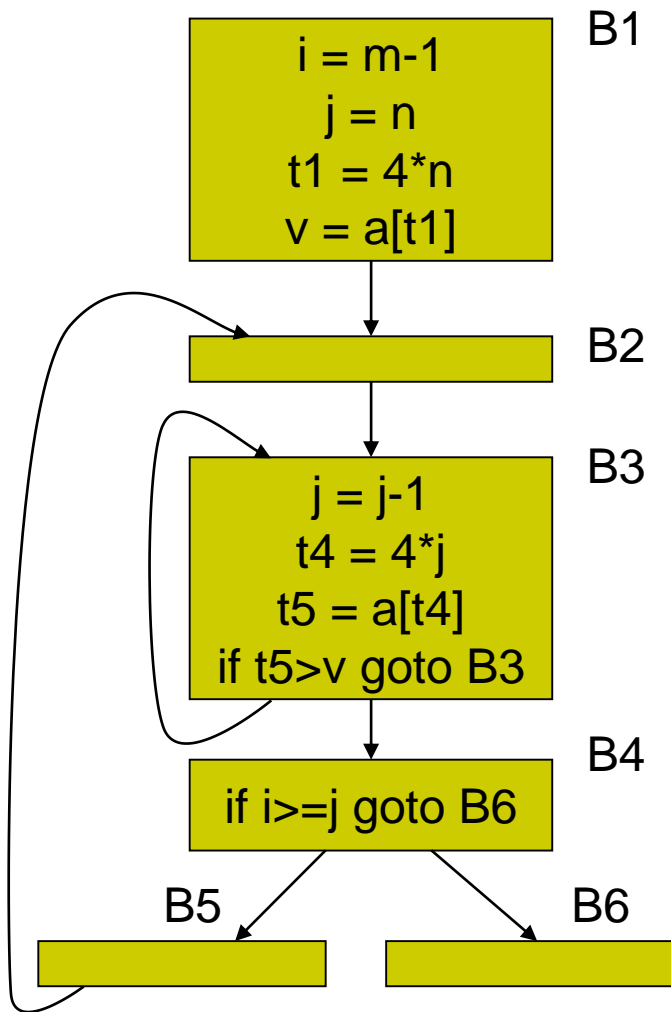 B1
i = m-1
j = n
t1 = 4*n
v = a[t1]
B2
B3
j = j-1
t4 = 4*j
t5 = a[t4]
if t5>v goto B3
B4
if i>=j goto B6
B5
B6